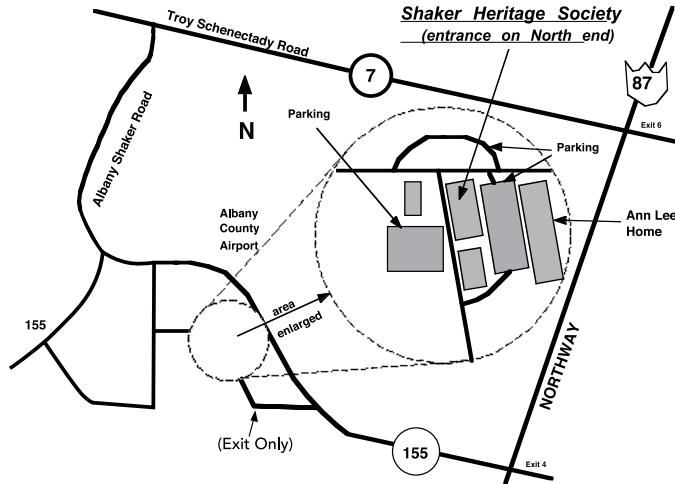 Shaker Heritage Society
(entrance on North end)
Troy Schenectady Road
7
87
Exit 6
N
Parking
Parking
Albany Shaker Road
Albany
County
Airport
Ann Lee
Home
area
enlarged
155
NORTHWAY
(Exit Only)
155
Exit 4